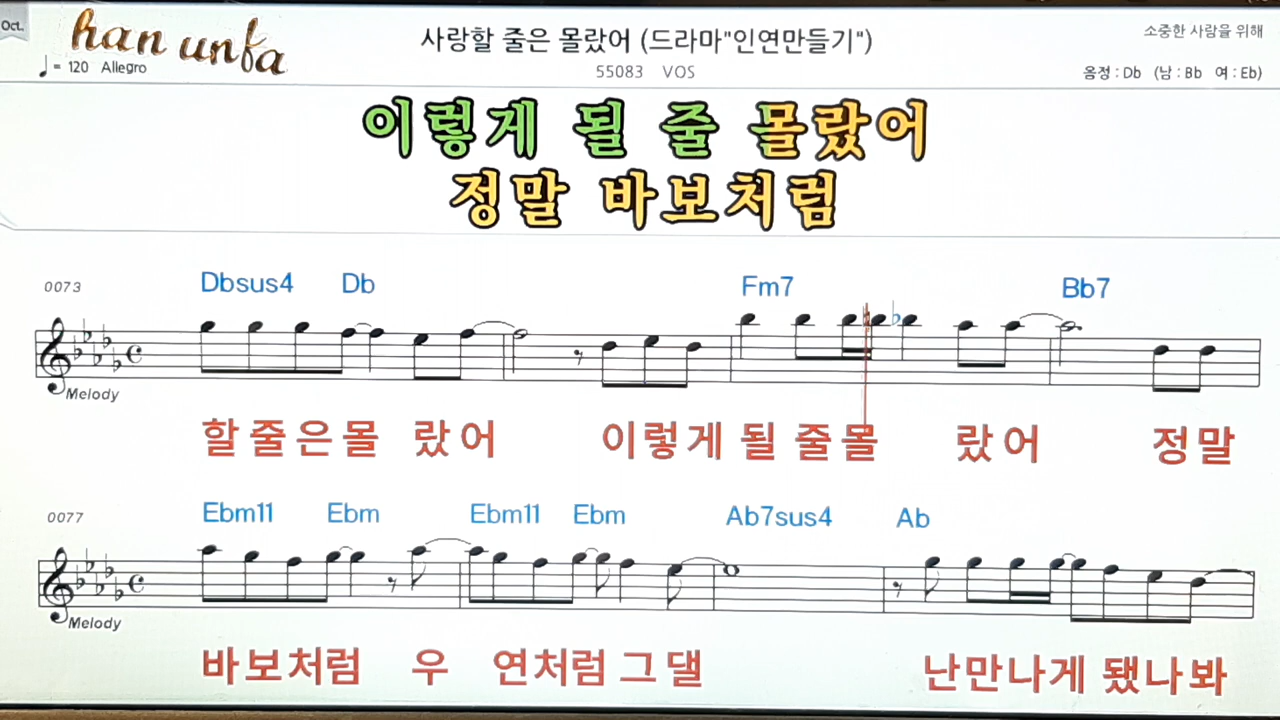 Oct.
han unfa
♩= 120 Allegro
사랑할 줄은 몰랐어 (드라마"인연만들기")
55083 VOS
소중한 사람을 위해
음정 : Db (남 : Bb 여 : Eb)
이렇게 될 줄 몰랐어
정말 바보처럼
0073
Dbsus4 Db Fm7 Bb7
Melody
할 줄 은 몰 랐 어 이 렇 게 될 줄 몰 랐 어 정 말
0077
Ebm11 Ebm Ebm11 Ebm Ab7sus4 Ab
Melody
바 보 처 럼 우 연 처 럼 그 댈 난 만 나 게 됐 나 봐